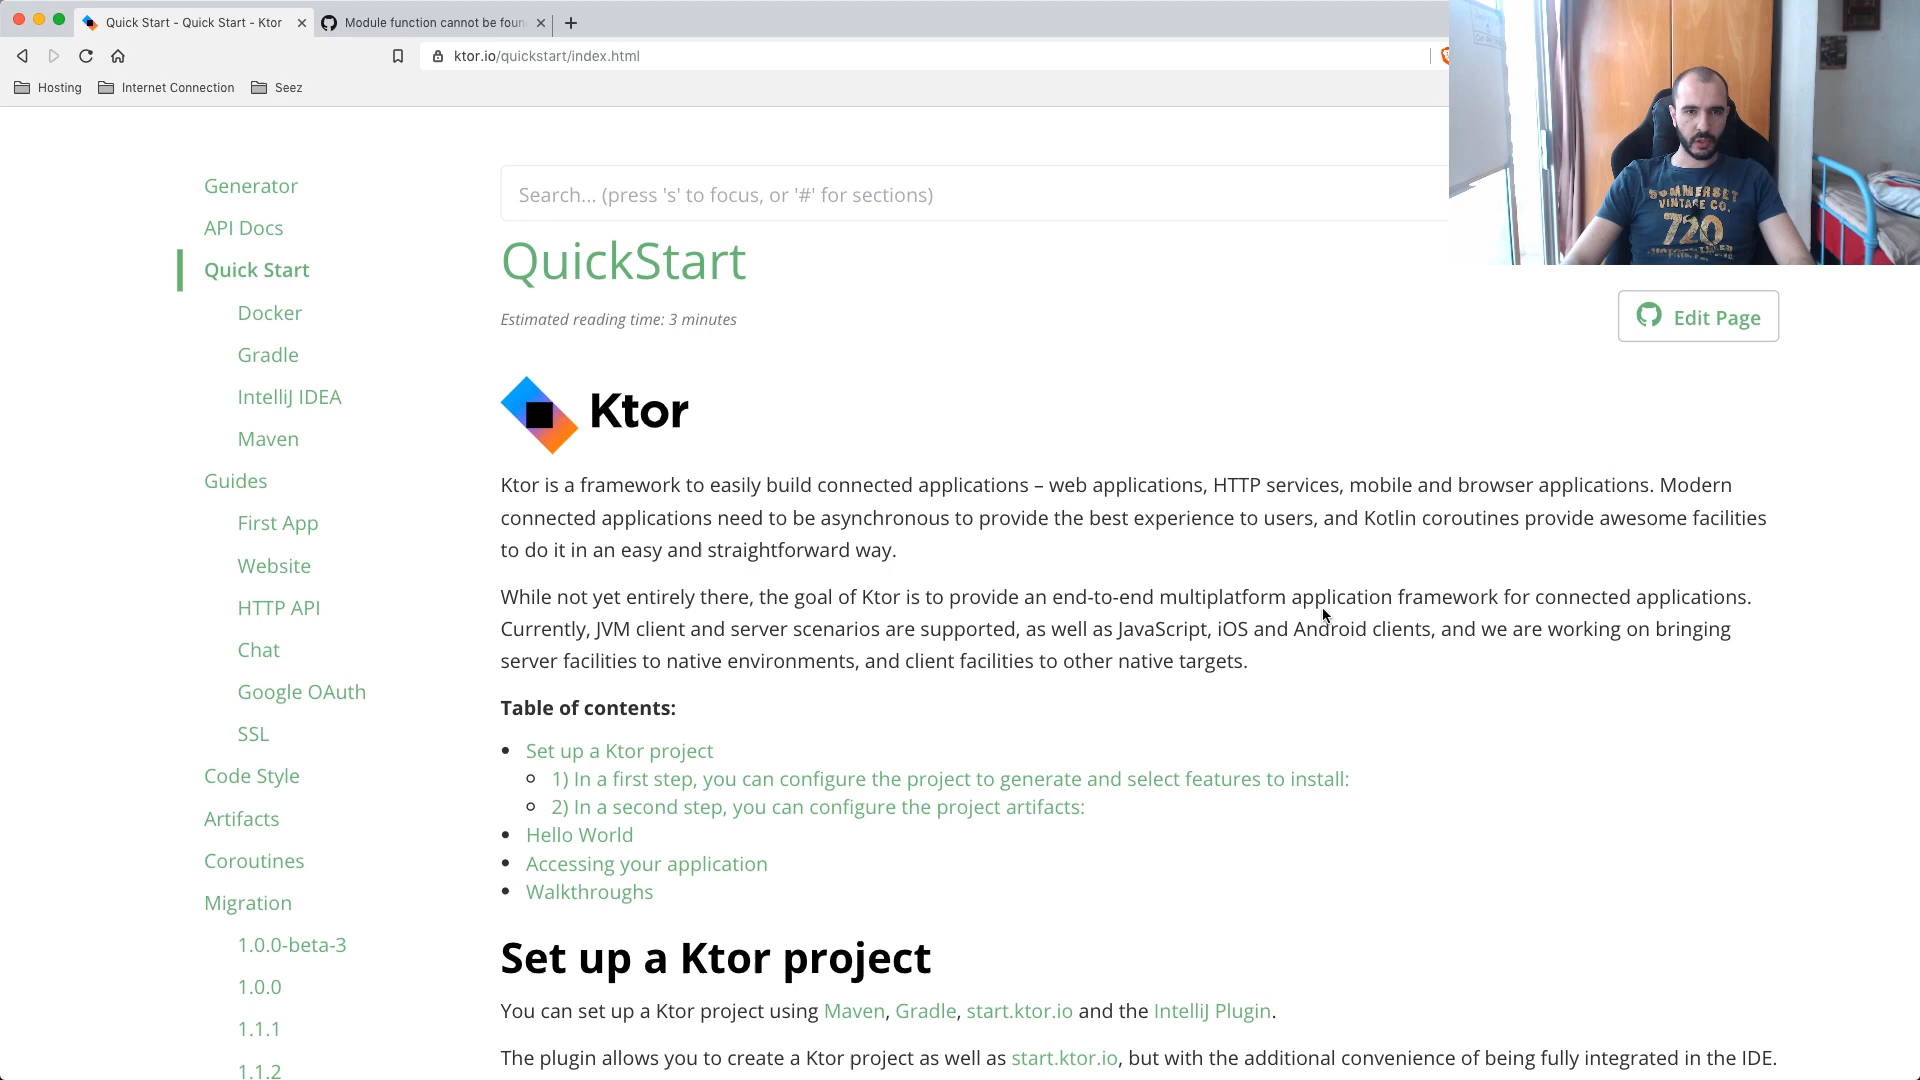 Quick Start - Quick Start - Ktor
Module function cannot be foun
ktor.io/quickstart/index.html
Hosting
Internet Connection
Seez
Generator
API Docs
Quick Start
Docker
Gradle
IntelliJ IDEA
Maven
Guides
First App
Website
HTTP API
Chat
Google OAuth
SSL
Code Style
Artifacts
Coroutines
Migration
1.0.0-beta-3
1.0.0
1.1.1
1.1.2
Search... (press 's' to focus, or '#' for sections)
QuickStart
Estimated reading time: 3 minutes
Edit Page
Ktor
Ktor is a framework to easily build connected applications – web applications, HTTP services, mobile and browser applications. Modern
connected applications need to be asynchronous to provide the best experience to users, and Kotlin coroutines provide awesome facilities
to do it in an easy and straightforward way.
While not yet entirely there, the goal of Ktor is to provide an end-to-end multiplatform application framework for connected applications.
Currently, JVM client and server scenarios are supported, as well as JavaScript, iOS and Android clients, and we are working on bringing
server facilities to native environments, and client facilities to other native targets.
Table of contents:
Set up a Ktor project
1) In a first step, you can configure the project to generate and select features to install:
2) In a second step, you can configure the project artifacts:
Hello World
Accessing your application
Walkthroughs
Set up a Ktor project
You can set up a Ktor project using Maven, Gradle, start.ktor.io and the IntelliJ Plugin.
The plugin allows you to create a Ktor project as well as start.ktor.io, but with the additional convenience of being fully integrated in the IDE.
SOMMERSET
VINTAGE CO.
720